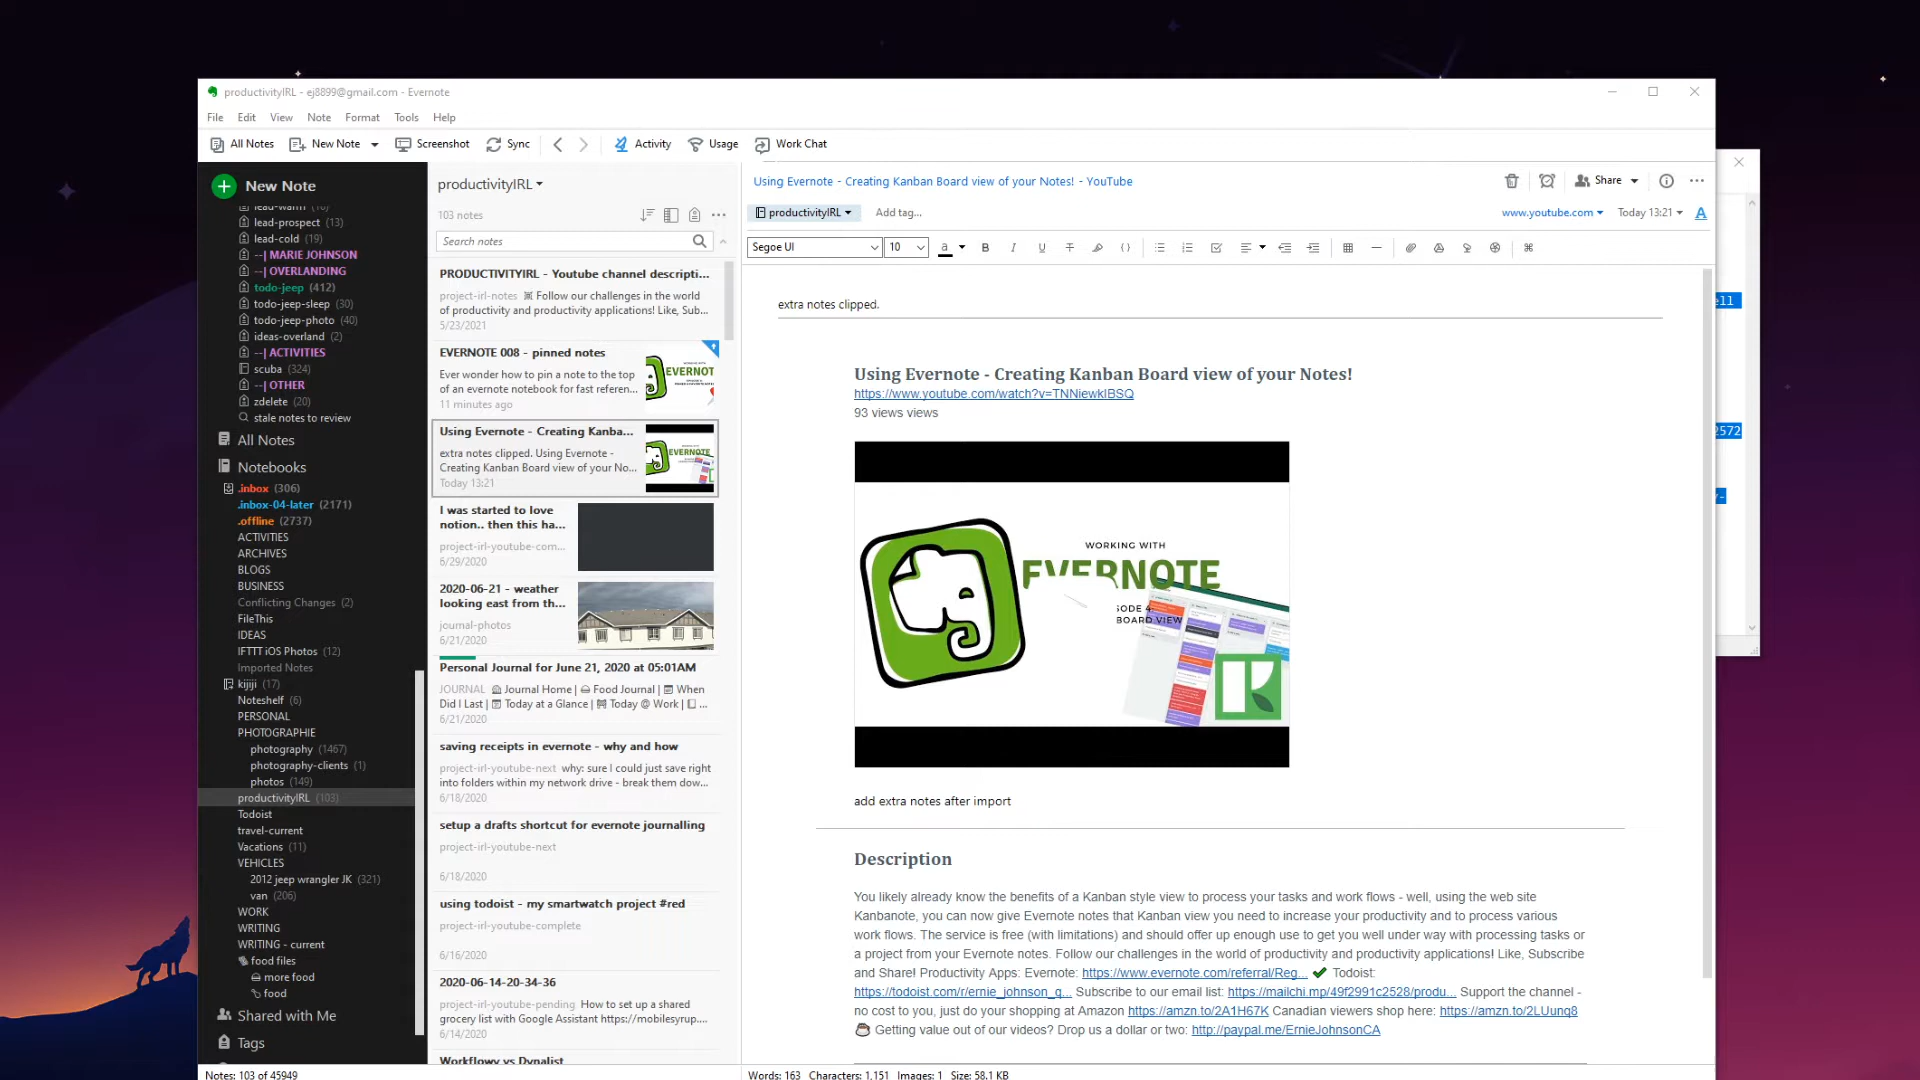 productivityIRL - ej8899@gmail.com - Evernote
File Edit View Note Format Tools Help
All Notes New Note Screenshot Sync Activity Usage Work Chat
New Note
lead-warm (16)
lead-prospect (13)
lead-cold (19)
--| MARIE JOHNSON
--| OVERLANDING
todo-jeep (412)
todo-jeep-sleep (30)
todo-jeep-photo (40)
ideas-overland (2)
--| ACTIVITIES
scuba (324)
--| OTHER
zdelete (20)
stale notes to review
All Notes
Notebooks
.inbox (306)
.inbox-04-later (2171)
.offline (2737)
ACTIVITIES
ARCHIVES
BLOGS
BUSINESS
Conflicting Changes (2)
FileThis
IDEAS
IFTTT iOS Photos (12)
Imported Notes
kijiji (17)
Noteshelf (6)
PERSONAL
PHOTOGRAPHIE
photography (1467)
photography-clients (1)
photos (149)
productivityIRL (103)
Todoist
travel-current
Vacations (11)
VEHICLES
2012 jeep wrangler JK (321)
van (206)
WORK
WRITING
WRITING - current
food files
more food
food
Shared with Me
Tags
Notes: 103 of 45949
productivityIRL
103 notes
Search notes
PRODUCTIVITYIRL - Youtube channel descripti...
project-irl-notes Follow our challenges in the world
of productivity and productivity applications! Like, Sub...
5/23/2021
EVERNOTE 008 - pinned notes
Ever wonder how to pin a note to the top
of an evernote notebook for fast referen...
11 minutes ago
EVERNOT
Using Evernote - Creating Kanba...
extra notes clipped. Using Evernote -
Creating Kanban Board view of your No...
Today 13:21
EVERNOTE
I was started to love
notion.. then this ha...
project-irl-youtube-com...
6/29/2020
2020-06-21 - weather
looking east from th...
journal-photos
6/21/2020
Personal Journal for June 21, 2020 at 05:01AM
JOURNAL Journal Home | Food Journal | When
Did I Last | Today at a Glance | Today @ Work | ...
6/21/2020
saving receipts in evernote - why and how
project-irl-youtube-next why: sure I could just save right
into folders within my network drive - break them dow...
6/18/2020
setup a drafts shortcut for evernote journalling
project-irl-youtube-next
6/18/2020
using todoist - my smartwatch project #red
project-irl-youtube-complete
6/16/2020
2020-06-14-20-34-36
project-irl-youtube-pending How to set up a shared
grocery list with Google Assistant https://mobilesyrup....
6/14/2020
Workflowy vs Dynalist
Using Evernote - Creating Kanban Board view of your Notes! - YouTube
Share
productivityIRL Add tag...
www.youtube.com Today 13:21
Segoe UI 10 a B I U T
extra notes clipped.
Using Evernote - Creating Kanban Board view of your Notes!
https://www.youtube.com/watch?v=TNNiewkIBSQ
93 views views
WORKING WITH
EVERNOTE
ODE 4:
BOARD VIEW
add extra notes after import
Description
You likely already know the benefits of a Kanban style view to process your tasks and work flows - well, using the web site
Kanbanote, you can now give Evernote notes that Kanban view you need to increase your productivity and to process various
work flows. The service is free (with limitations) and should offer up enough use to get you well under way with processing tasks or
a project from your Evernote notes. Follow our challenges in the world of productivity and productivity applications! Like, Subscribe
and Share! Productivity Apps: Evernote: https://www.evernote.com/referral/Reg... ✔ Todoist:
https://todoist.com/r/ernie_johnson_q... Subscribe to our email list: https://mailchi.mp/49f2991c2528/produ... Support the channel -
no cost to you, just do your shopping at Amazon https://amzn.to/2A1H67K Canadian viewers shop here: https://amzn.to/2LUunq8
Getting value out of our videos? Drop us a dollar or two: http://paypal.me/ErnieJohnsonCA
Words: 163 Characters: 1,151 Images: 1 Size: 58.1 KB
ell
2572